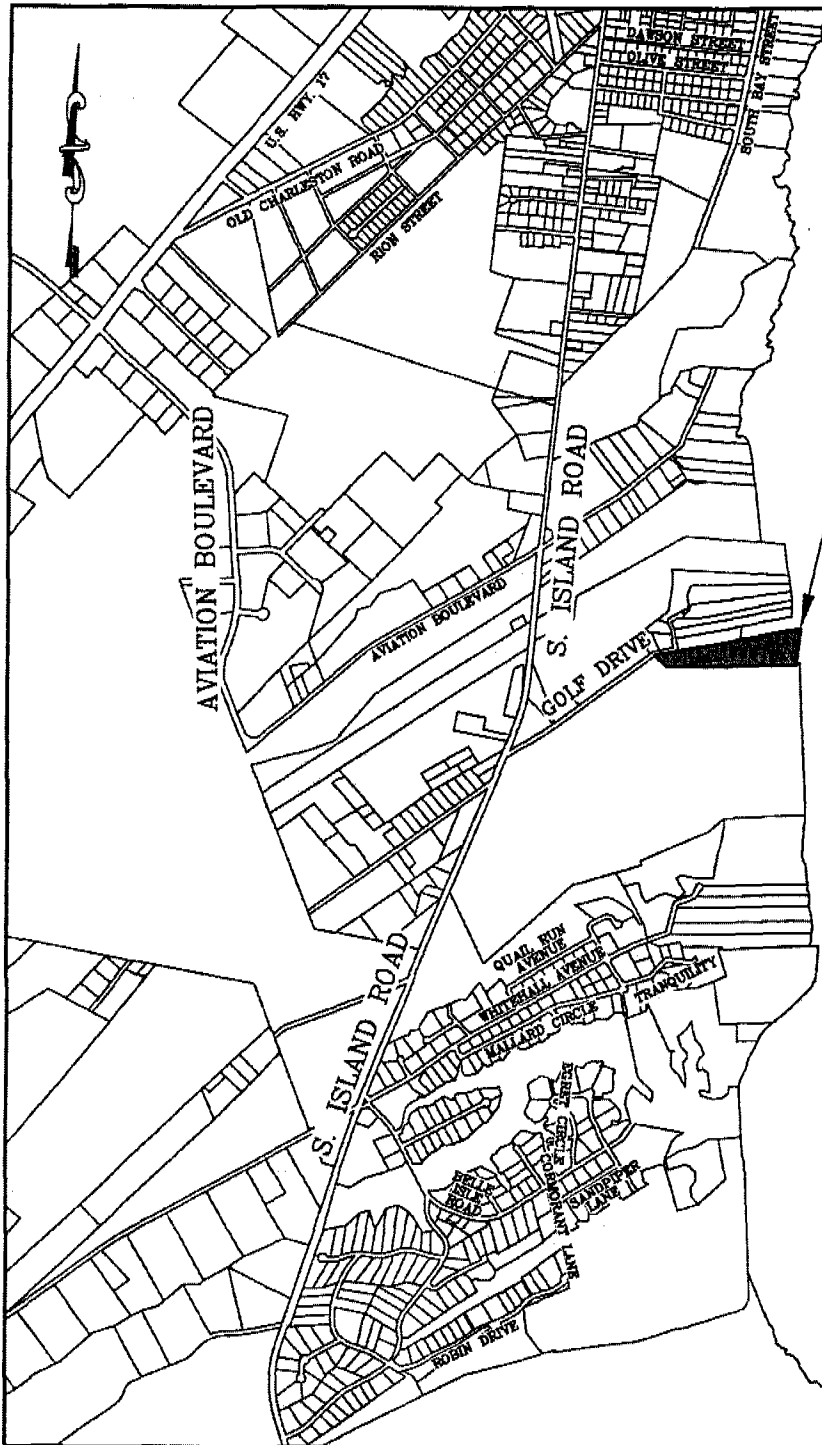 DAWSON STREET
OLIVE STREET
SOUTH BAY STREET
U.S. HWY. 17
OLD CHARLESTON ROAD
RION STREET
AVIATION BOULEVARD
S. ISLAND ROAD
AVIATION BOULEVARD
GOLF DRIVE
S. ISLAND ROAD
QUAIL RUN
AVENUE
WHITEHALL AVENUE
MALLARD CIRCLE
TRANQUILITY
EGRET CIRCLE
CORMORANT LANE
BELLE
ISLE
ROAD
SANDPIPER
LANE
ROBIN DRIVE